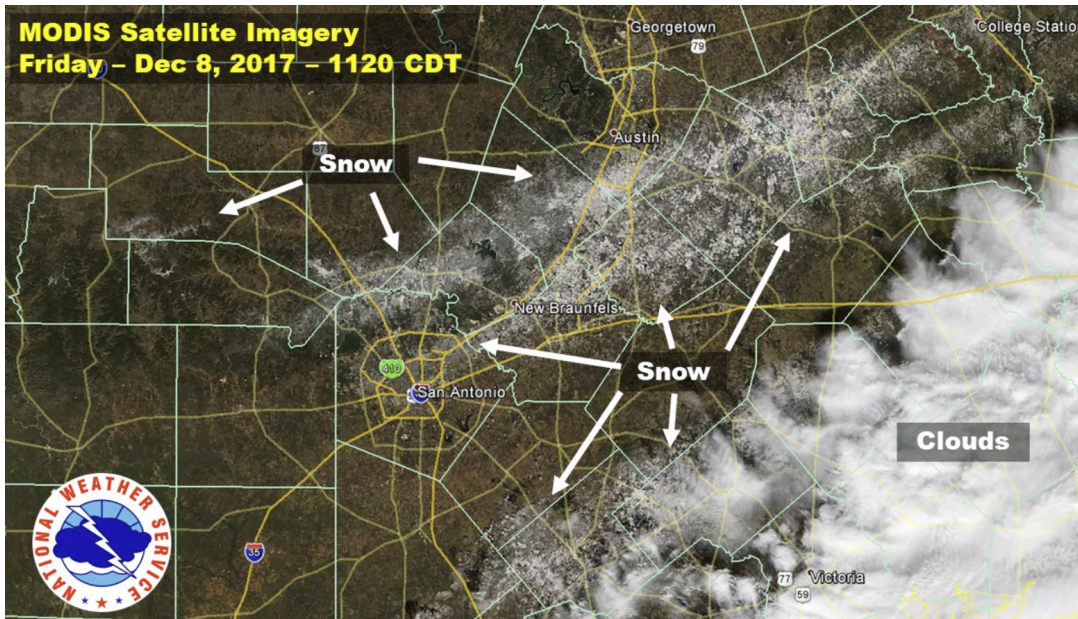 MODIS Satellite Imagery
Friday – Dec 8, 2017 – 1120 CDT
Georgetown
College Statio
79
Austin
87
Snow
New Braunfels
Snow
410
San Antonio
Clouds
35
77
Victoria
59
NATIONAL WEATHER SERVICE